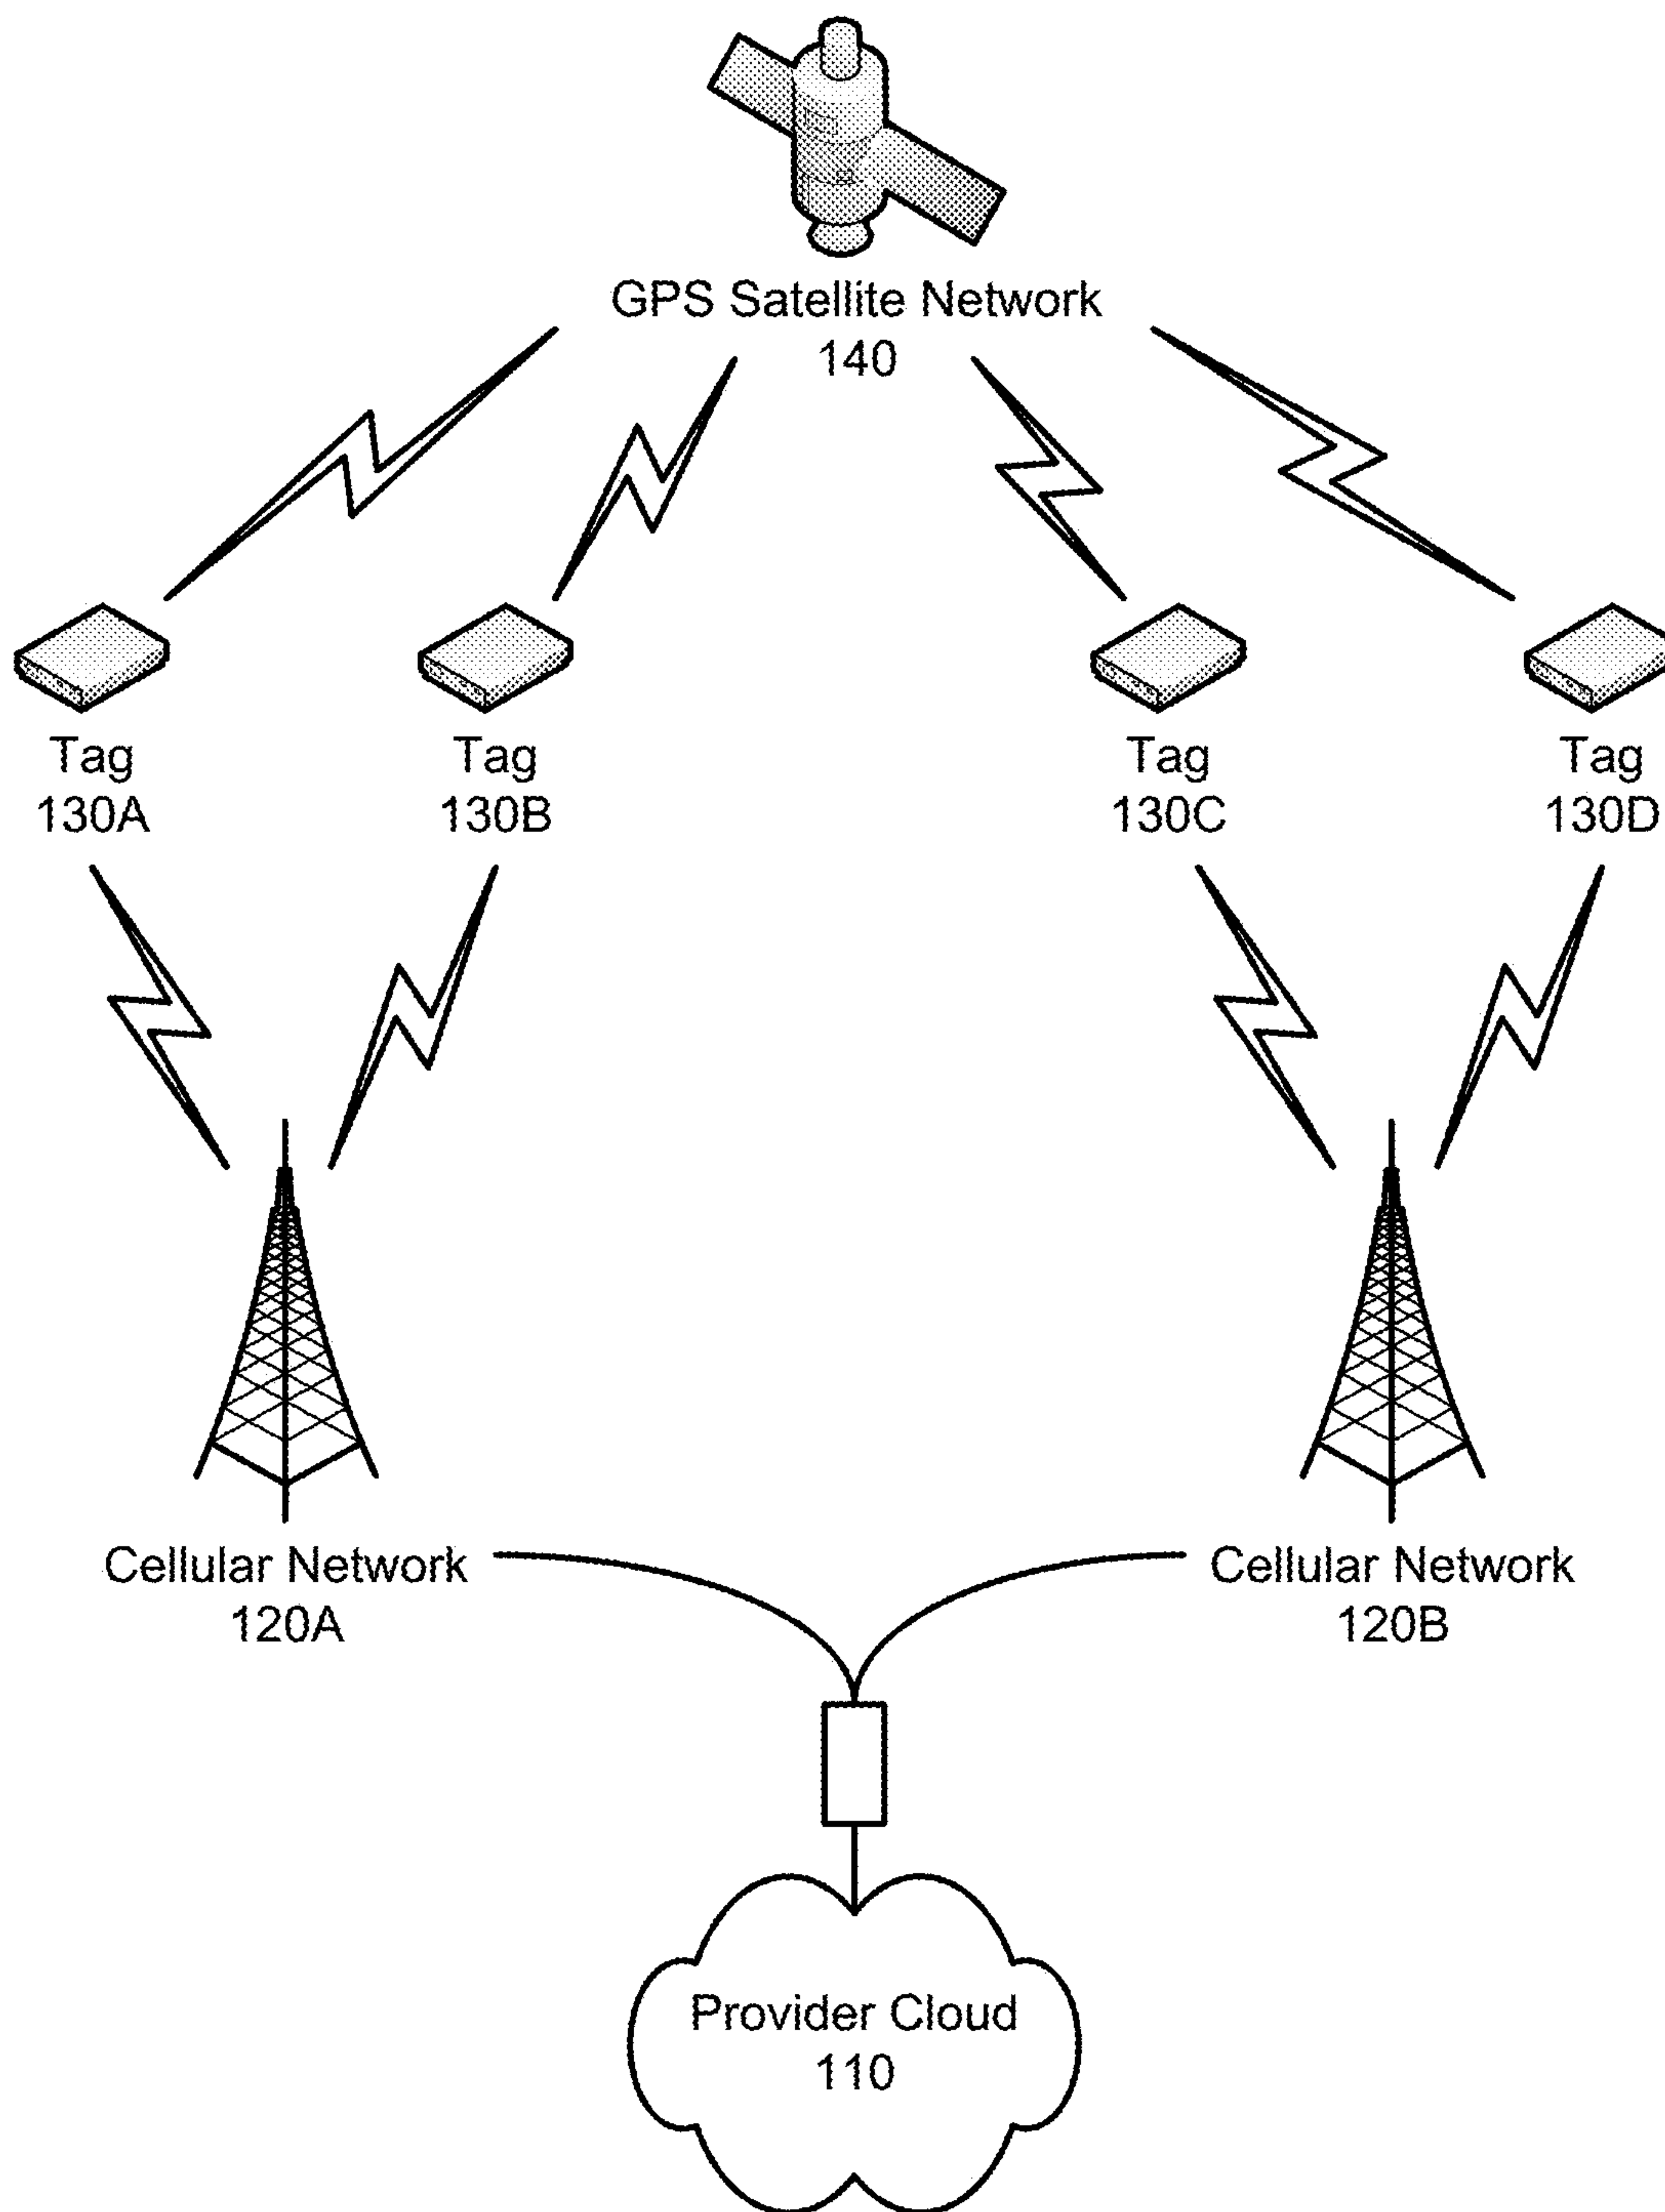 GPS Satellite Network
140
Tag
130A
Tag
130B
Tag
130C
Tag
130D
Cellular Network
120A
Cellular Network
120B
Provider Cloud
110